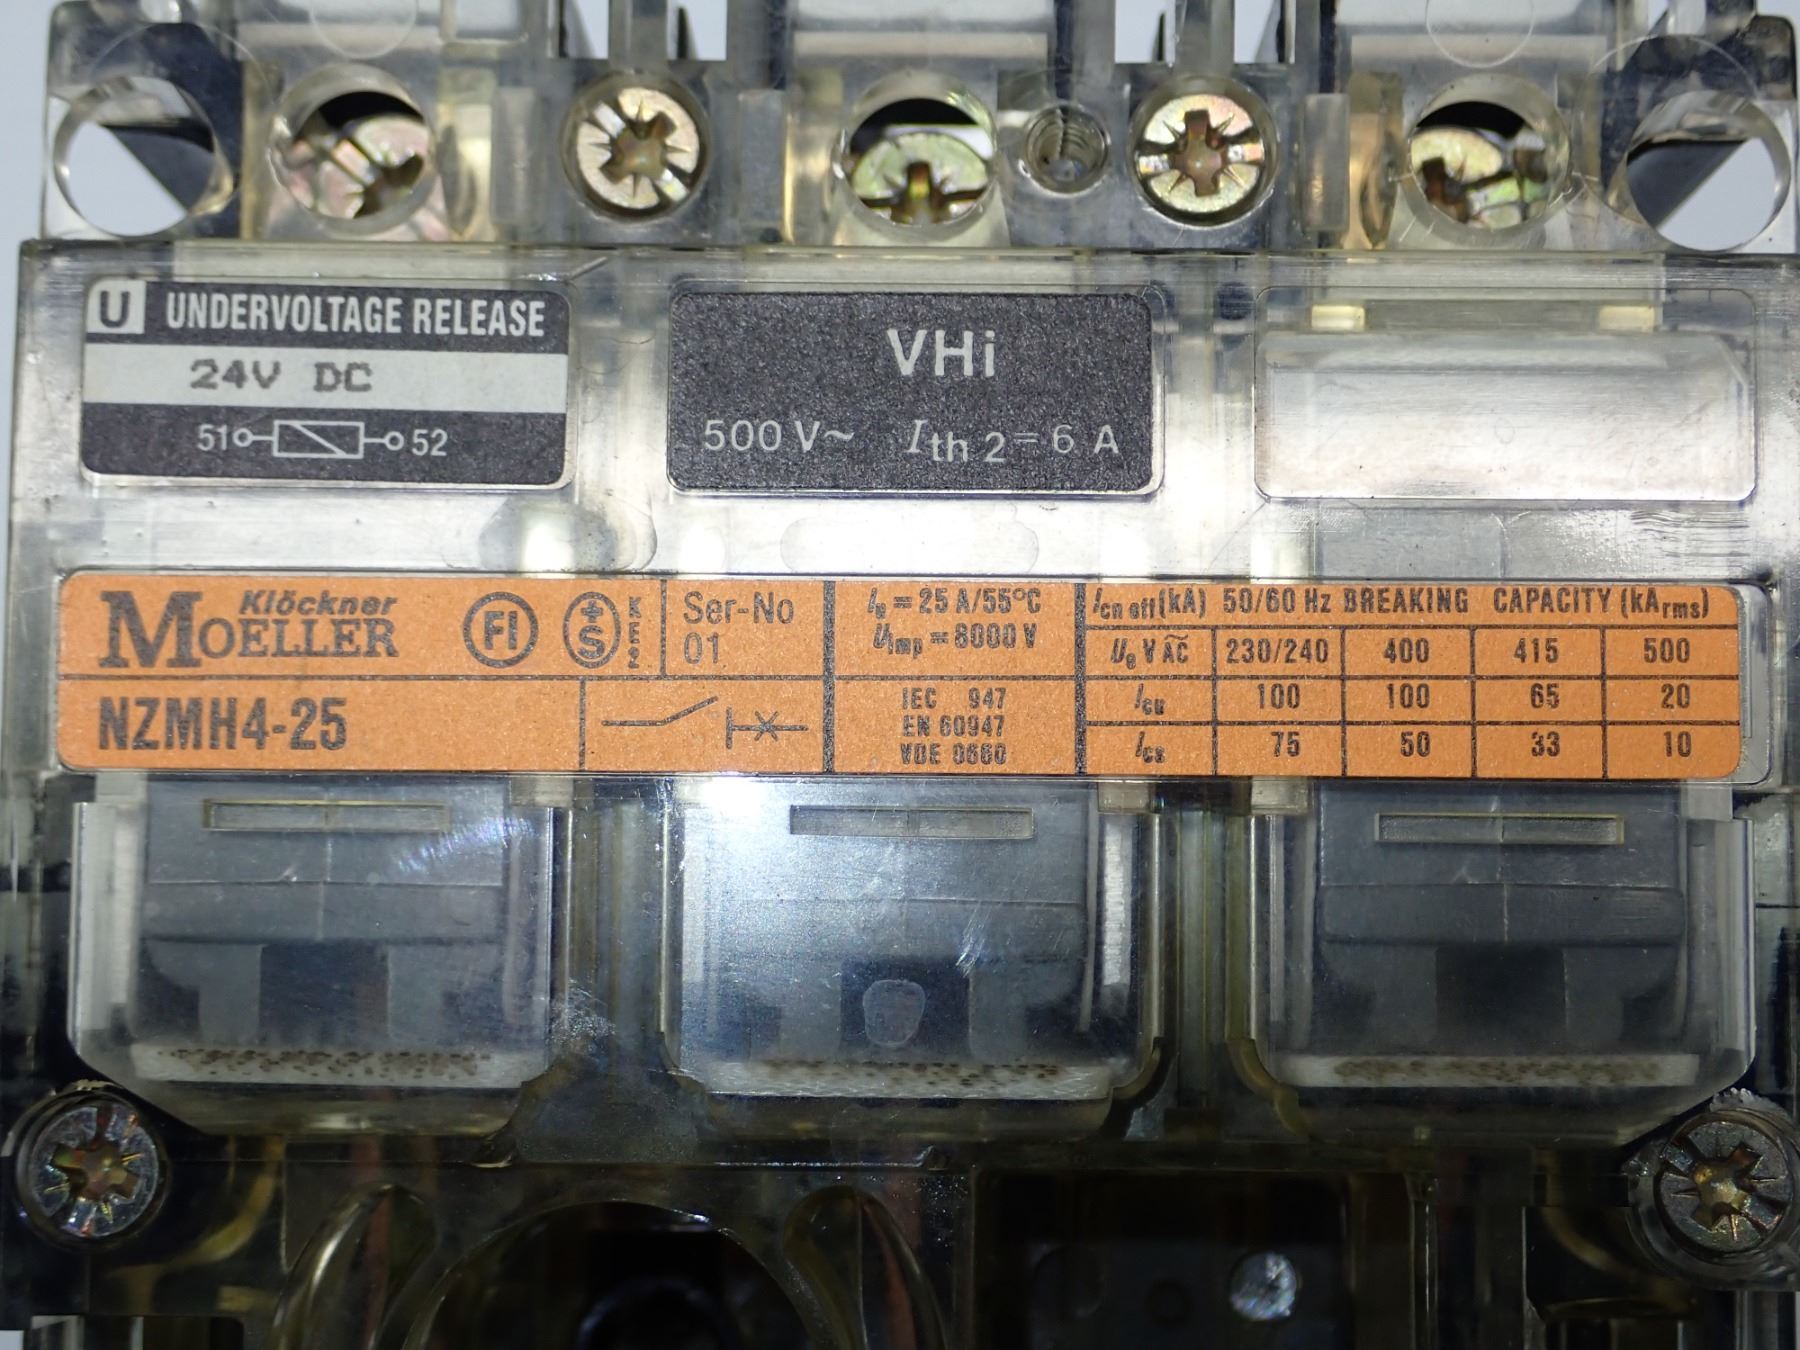 U UNDERVOLTAGE RELEASE
24V DC
51 52
VHi
500 V~ Ith 2 = 6 A
Klöckner
MOELLER
FI
+S
KE2
Ser-No
01
NZMH4-25
Ie = 25 A/55°C
Uimp = 8000 V
IEC 947
EN 60947
VDE 0660
Icn eff (kA) 50/60 Hz BREAKING CAPACITY (kArms)
Ue V AC 230/240 400 415 500
Icu 100 100 65 20
Ics 75 50 33 10